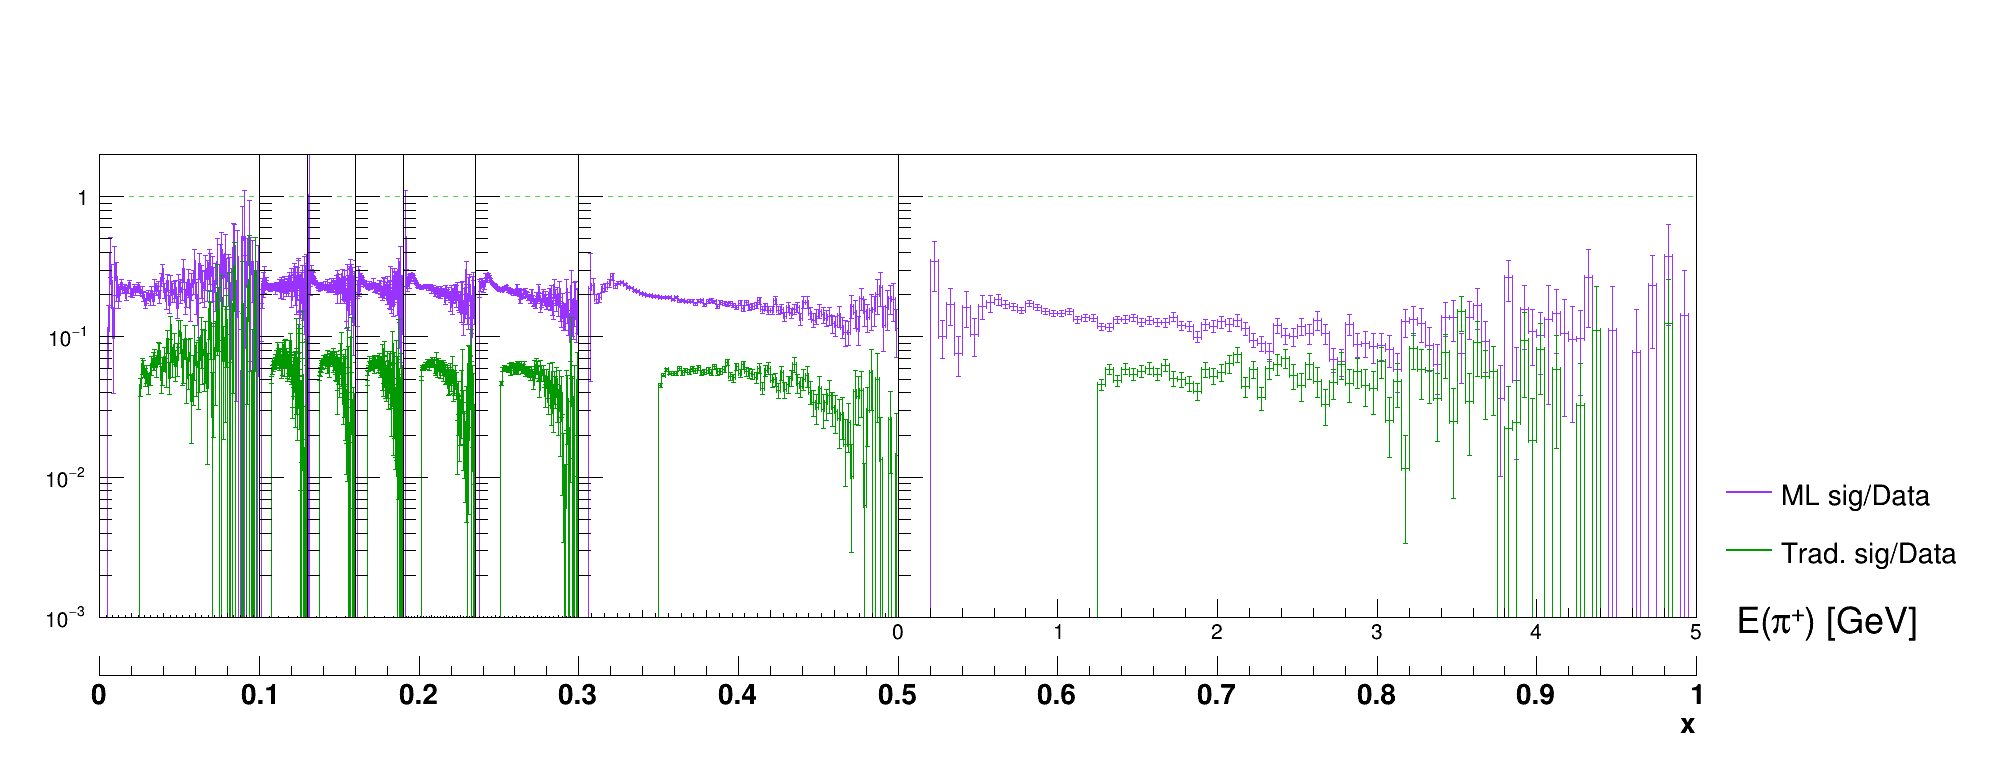 1
10⁻¹
10⁻²
10⁻³
ML sig/Data
Trad. sig/Data
0 1 2 3 4 5
E(π⁺) [GeV]
0 0.1 0.2 0.3 0.4 0.5 0.6 0.7 0.8 0.9 1
x